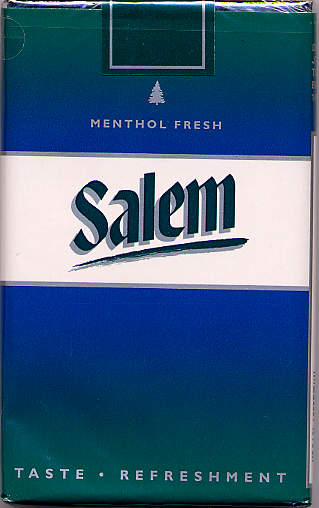 MENTHOL FRESH
Salem
TASTE • REFRESHMENT